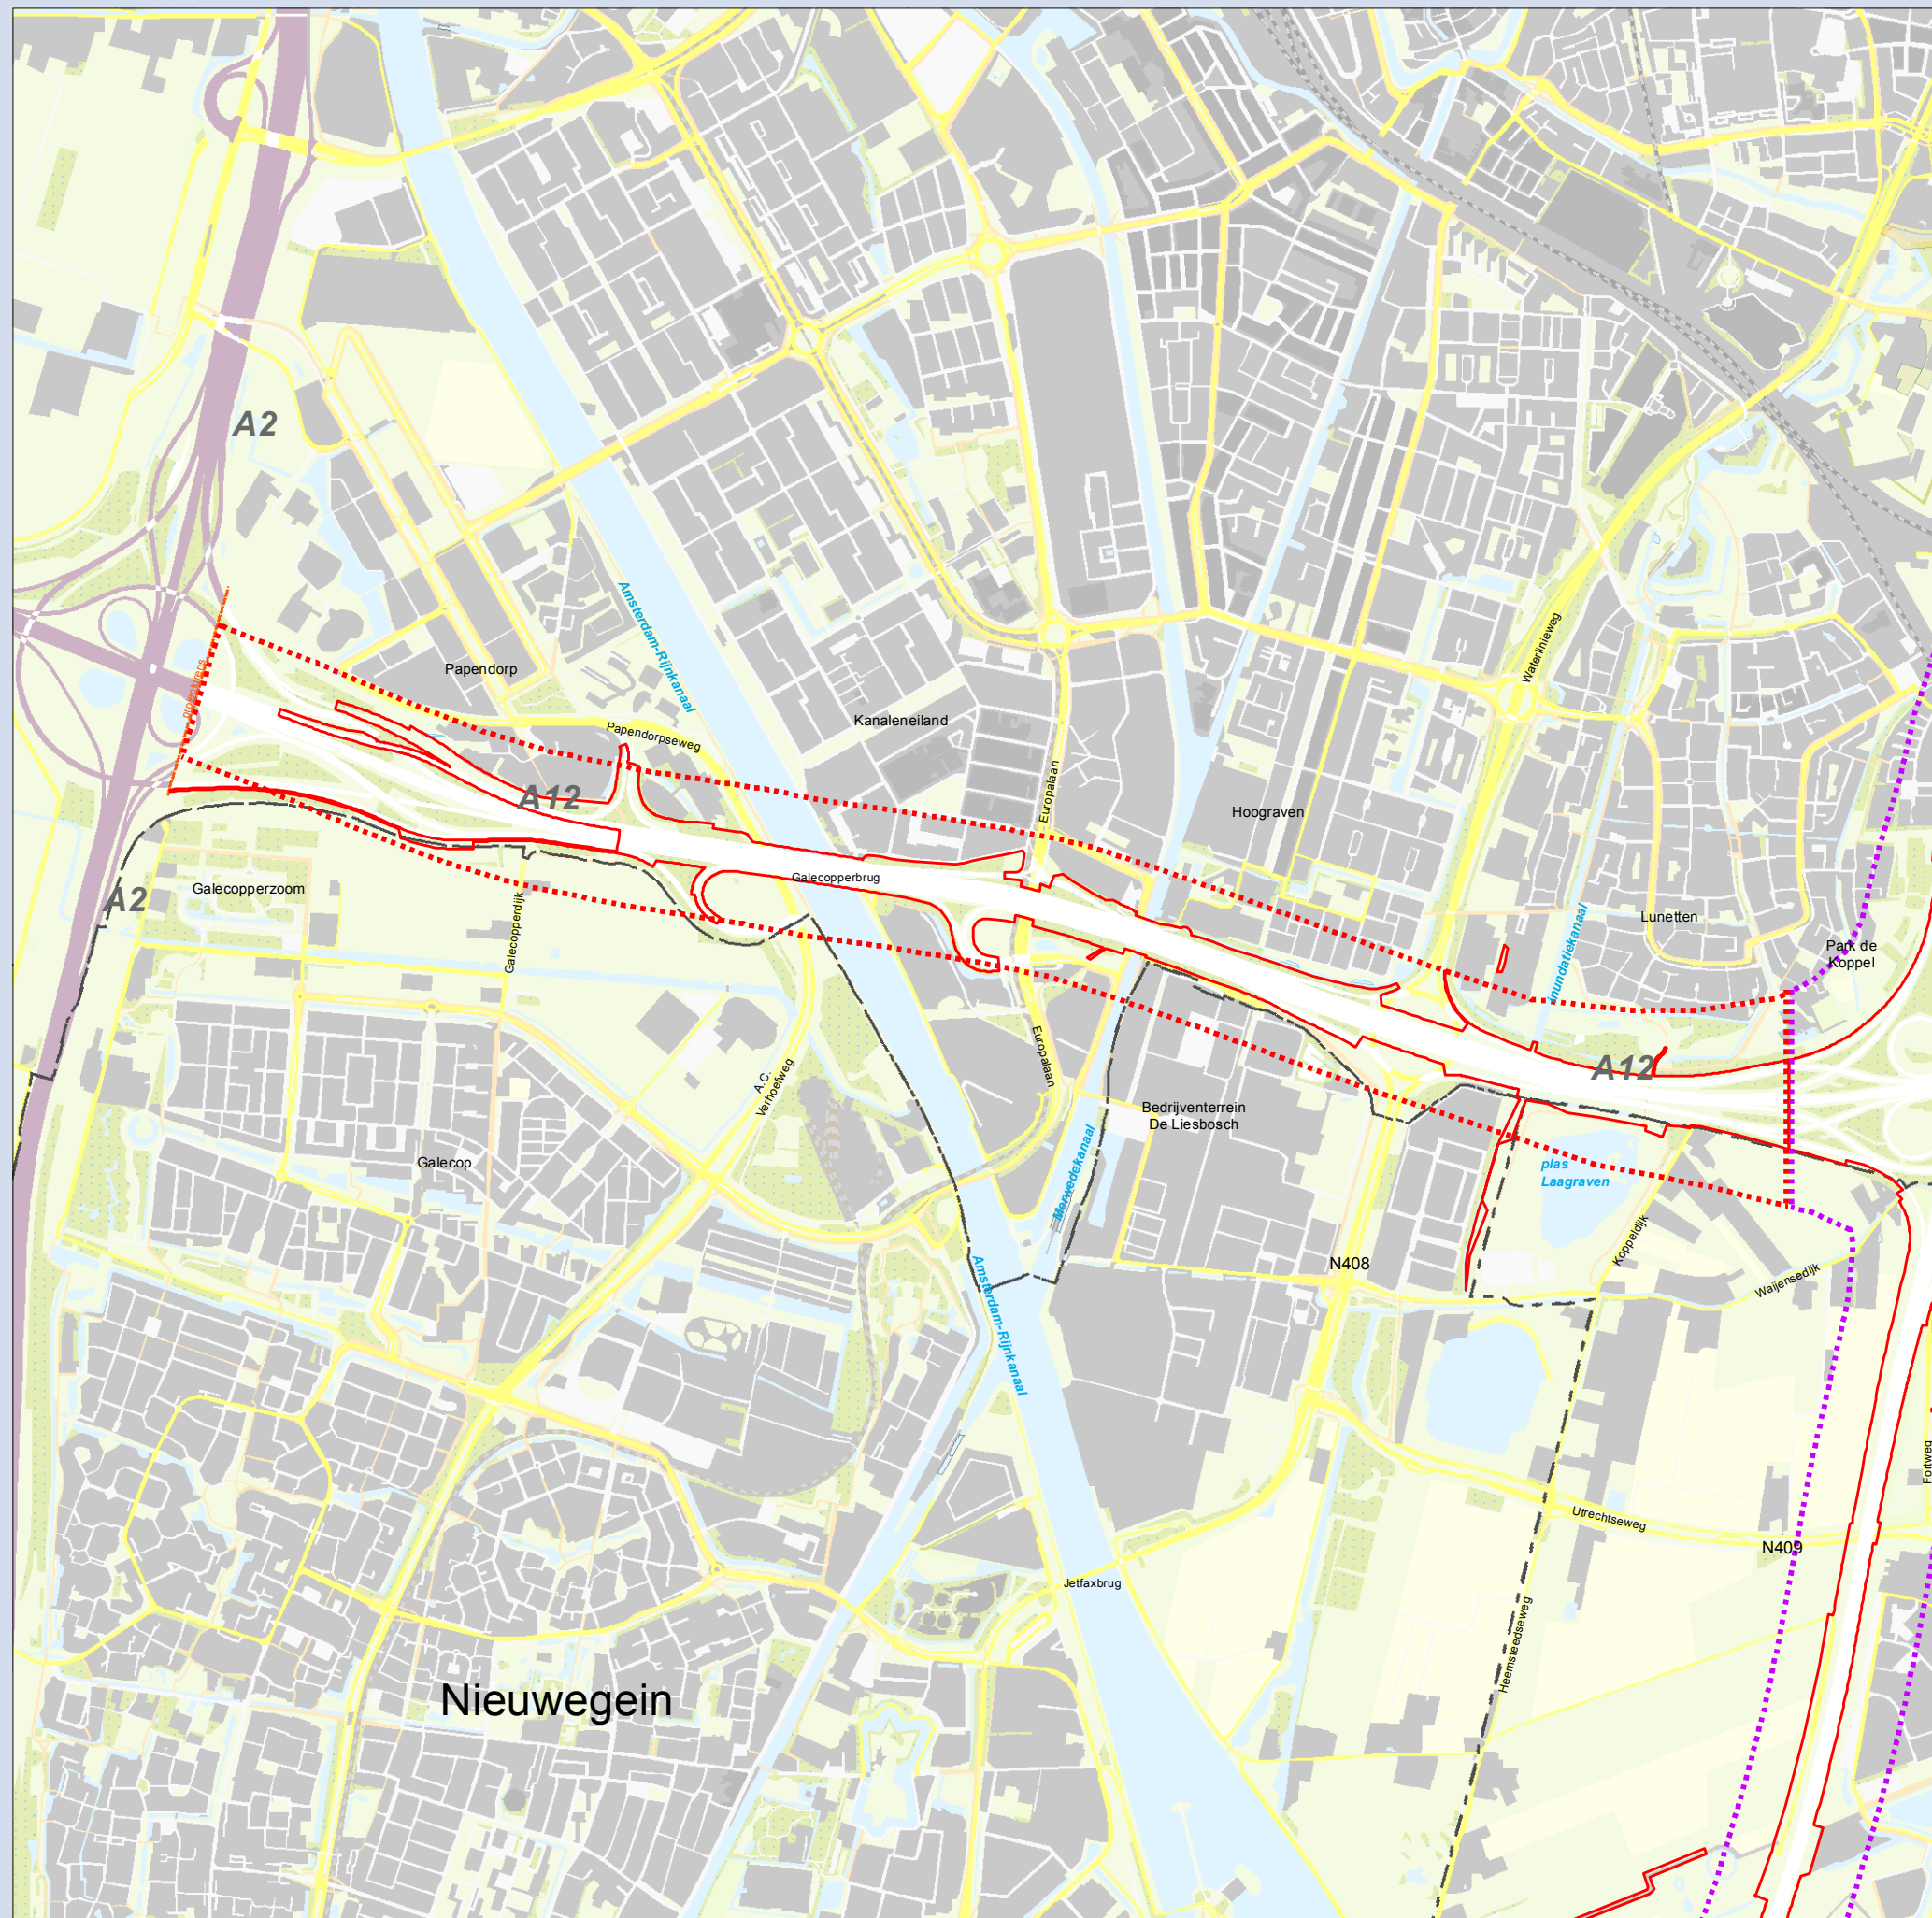 A2
Amsterdam-Rijnkanaal
Waterlinieweg
projectgrens
Papendorp
Kanaleneiland
Papendorpseweg
Europalaan
A12
Hoograven
Galecopperbrug
Galecopperzoom
A2
Galecopperdijk
Lunetten
Inundatiekanaal
Park de
Koppel
Europalaan
A12
A.C.
Verhoefweg
Bedrijventerrein
De Liesbosch
Galecop
Merwedekanaal
plas
Laagraven
Koppeldijk
N408
Waijensedijk
Amsterdam-Rijnkanaal
Fortweg
Utrechtseweg
N409
Jetfaxbrug
Heemsteedseweg
Nieuwegein